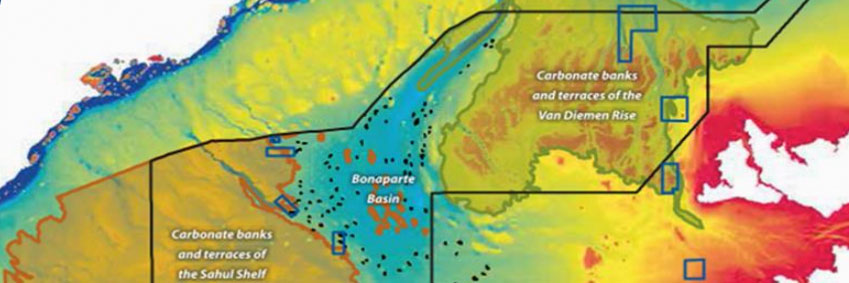 Carbonate banks
and terraces of the
Van Diemen Rise
Bonaparte
Basin
Carbonate banks
and terraces of
the Sahul Shelf